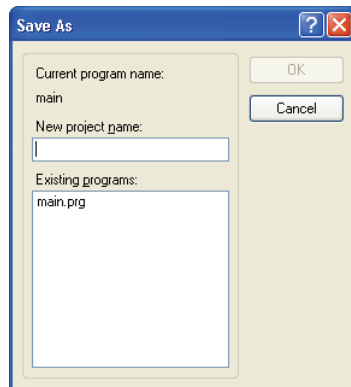 Save As
Current program name:
OK
main
Cancel
New project name:
Existing programs:
main.prg